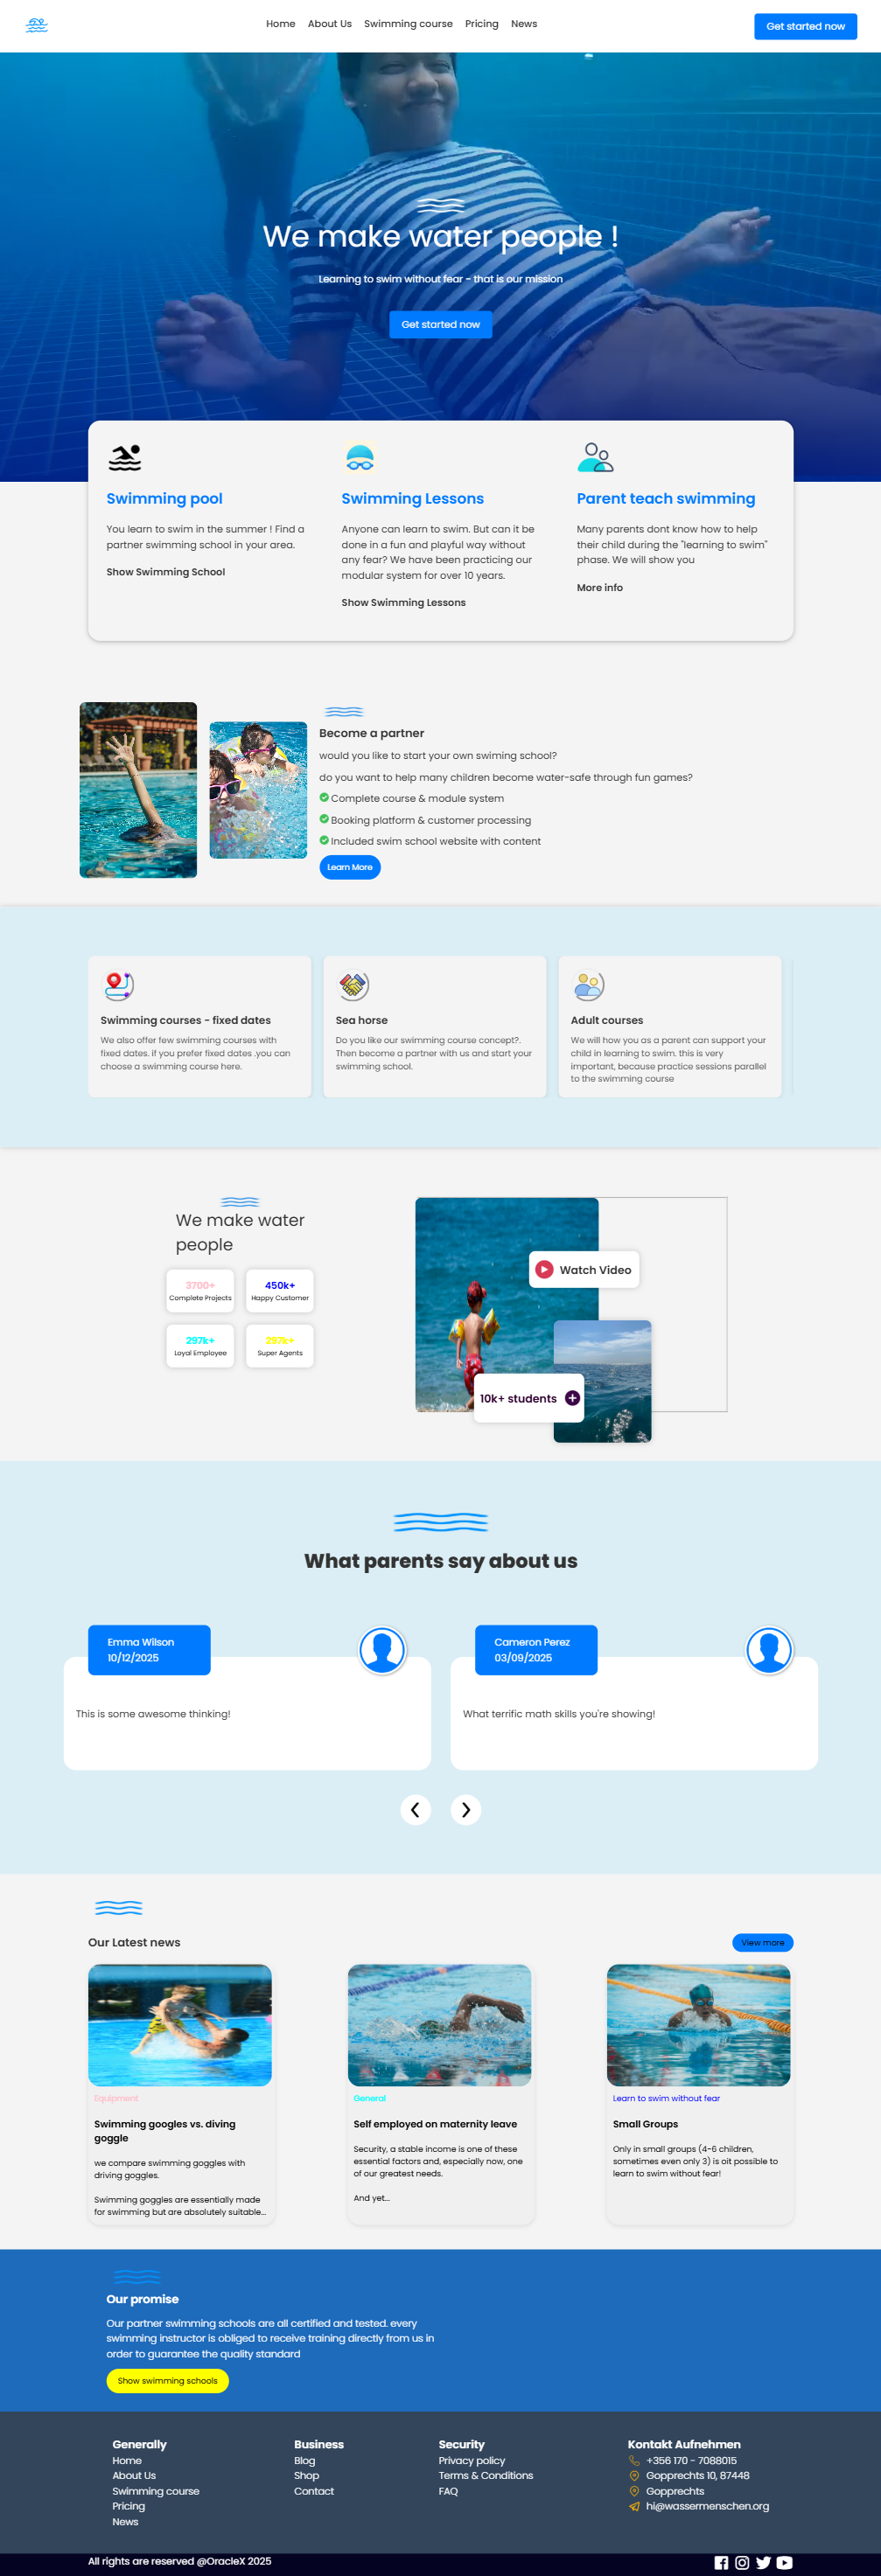 Home About Us Swimming course Pricing News Get started now
We make water people !
Learning to swim without fear - that is our mission
Get started now
Swimming pool
You learn to swim in the summer ! Find a
partner swimming school in your area.
Show Swimming School
Swimming Lessons
Anyone can learn to swim. But can it be
done in a fun and playful way without
any fear? We have been practicing our
modular system for over 10 years.
Show Swimming Lessons
Parent teach swimming
Many parents dont know how to help
their child during the "learning to swim"
phase. We will show you
More info
Become a partner
would you like to start your own swiming school?
do you want to help many children become water-safe through fun games?
Complete course & module system
Booking platform & customer processing
Included swim school website with content
Learn More
Swimming courses - fixed dates
We also offer few swimming courses with
fixed dates. if you prefer fixed dates .you can
choose a swimming course here.
Sea horse
Do you like our swimming course concept?.
Then become a partner with us and start your
swimming school.
Adult courses
We will how you as a parent can support your
child in learning to swim. this is very
important, because practice sessions parallel
to the swimming course
We make water
people
3700+
Complete Projects
450k+
Happy Customer
297k+
Loyal Employee
297k+
Super Agents
Watch Video
10k+ students
What parents say about us
Emma Wilson
10/12/2025
This is some awesome thinking!
Cameron Perez
03/09/2025
What terrific math skills you're showing!
Our Latest news
View more
Equipment
Swimming googles vs. diving
goggle
we compare swimming goggles with
driving goggles.
Swimming goggles are essentially made
for swimming but are absolutely suitable...
General
Self employed on maternity leave
Security, a stable income is one of these
essential factors and, especially now, one
of our greatest needs.
And yet...
Learn to swim without fear
Small Groups
Only in small groups (4-6 children,
sometimes even only 3) is oit possible to
learn to swim without fear!
Our promise
Our partner swimming schools are all certified and tested. every
swimming instructor is obliged to receive training directly from us in
order to guarantee the quality standard
Show swimming schools
Generally
Home
About Us
Swimming course
Pricing
News
Business
Blog
Shop
Contact
Security
Privacy policy
Terms & Conditions
FAQ
Kontakt Aufnehmen
+356 170 - 7088015
Gopprechts 10, 87448
Gopprechts
hi@wassermenschen.org
All rights are reserved @OracleX 2025